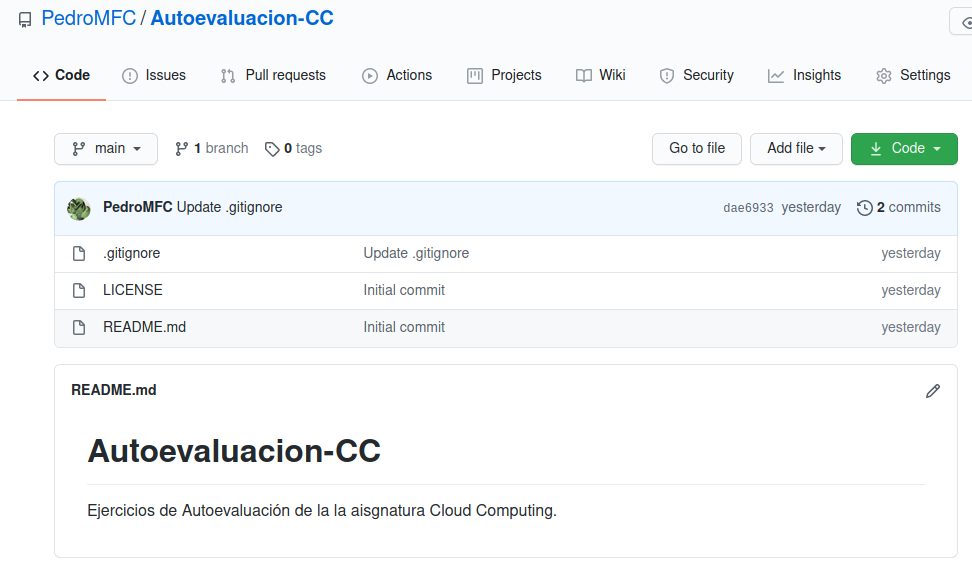 PedroMFC / Autoevaluacion-CC
Code Issues Pull requests Actions Projects Wiki Security Insights Settings
main 1 branch 0 tags Go to file Add file Code
PedroMFC Update .gitignore dae6933 yesterday 2 commits
.gitignore Update .gitignore yesterday
LICENSE Initial commit yesterday
README.md Initial commit yesterday
README.md
Autoevaluacion-CC
Ejercicios de Autoevaluación de la la aisgnatura Cloud Computing.